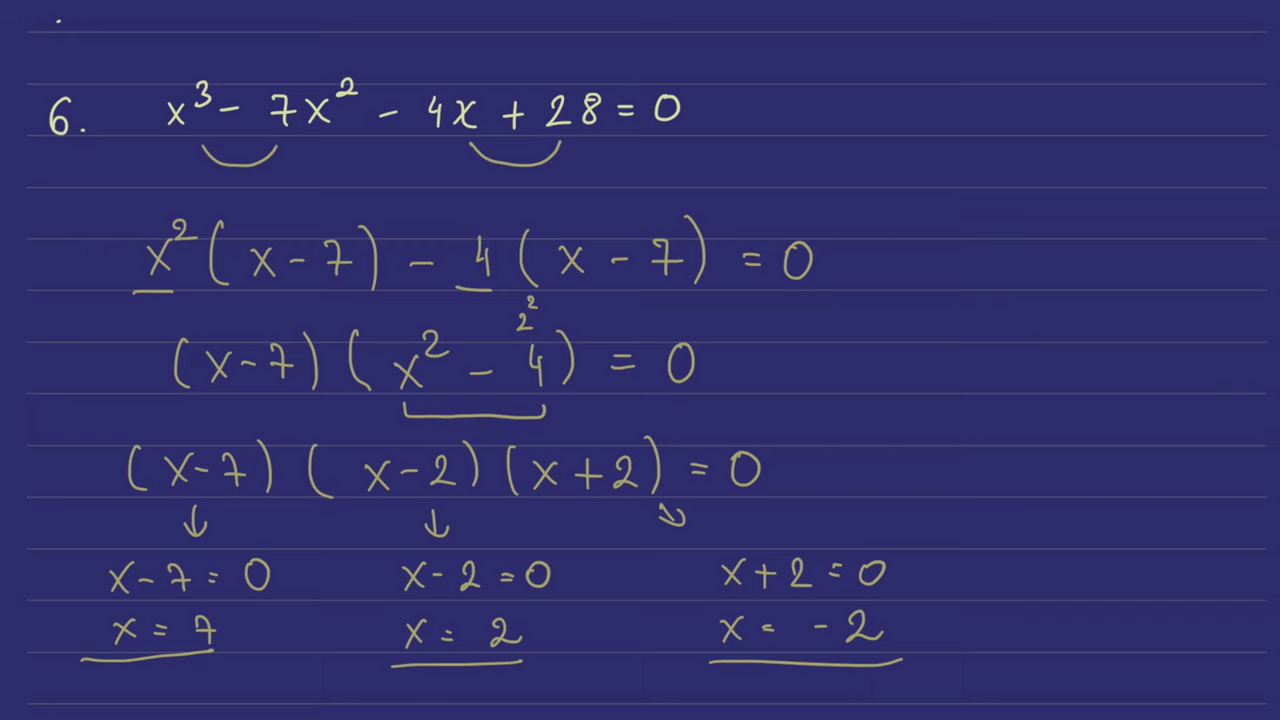 6. x³ - 7x² - 4x + 28 = 0
x²(x - 7) - 4(x - 7) = 0
2²
(x - 7)(x² - 4) = 0
(x - 7)(x - 2)(x + 2) = 0
↓ ↓ ↘
x - 7 = 0 x - 2 = 0 x + 2 = 0
x = 7 x = 2 x = -2